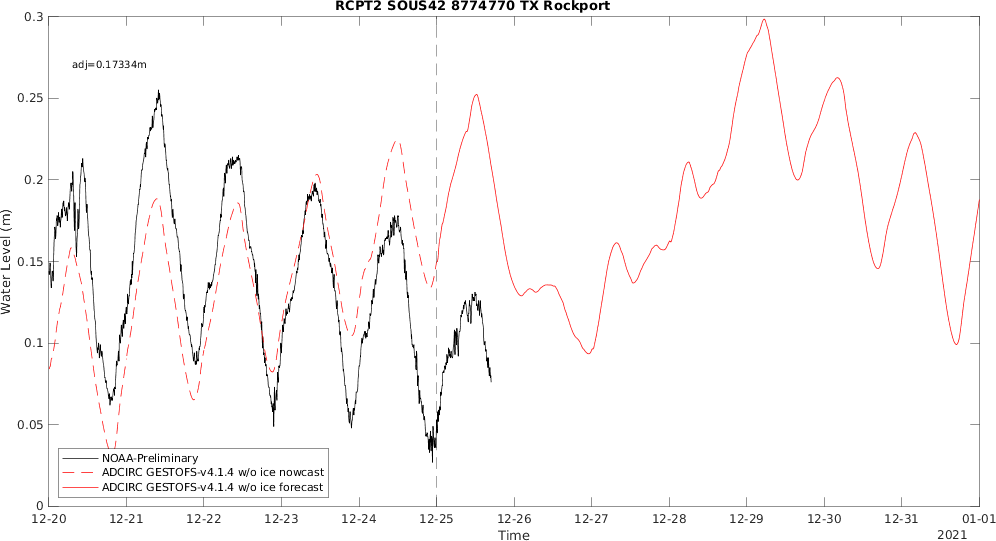 RCPT2 SOUS42 8774770 TX Rockport
adj=0.17334m
0.3
0.25
0.2
0.15
0.1
0.05
0
Water Level (m)
NOAA-Preliminary
ADCIRC GESTOFS-v4.1.4 w/o ice nowcast
ADCIRC GESTOFS-v4.1.4 w/o ice forecast
12-20 12-21 12-22 12-23 12-24 12-25 12-26 12-27 12-28 12-29 12-30 12-31 01-01
Time
2021